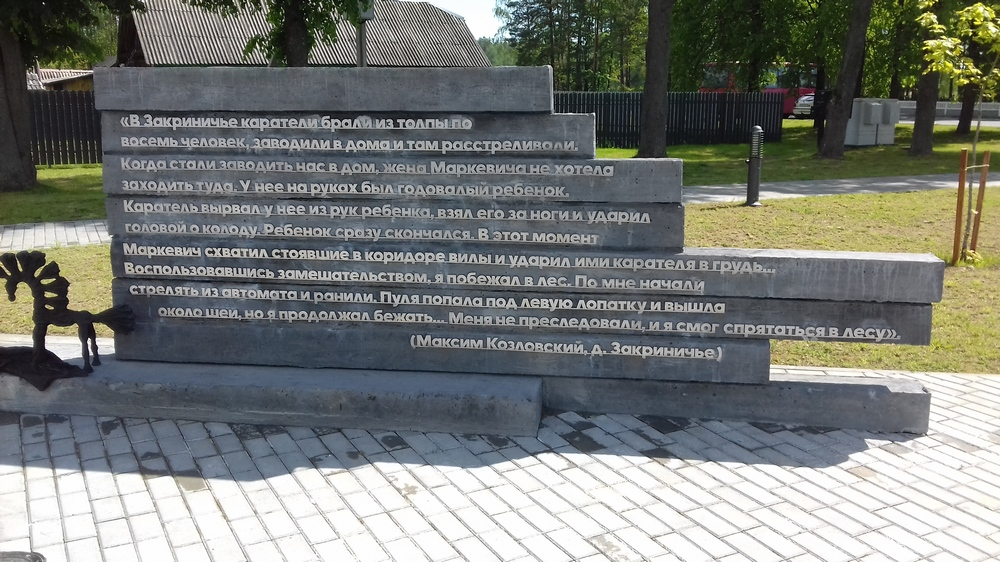 «В Закриничье каратели брали из толпы по
восемь человек, заводили в дома и там расстреливали.
Когда стали заводить нас в дом, жена Маркевича не хотела
заходить туда. У нее на руках был годовалый ребенок.
Каратель вырвал у нее из рук ребенка, взял его за ноги и ударил
головой о колоду. Ребенок сразу скончался. В этот момент
Маркевич схватил стоявшие в коридоре вилы и ударил ими карателя в грудь...
Воспользовавшись замешательством, я побежал в лес. По мне начали
стрелять из автомата и ранили. Пуля попала под левую лопатку и вышла
около шеи, но я продолжал бежать... Меня не преследовали, и я смог спрятаться в лесу».
(Максим Козловский, д. Закриничье)